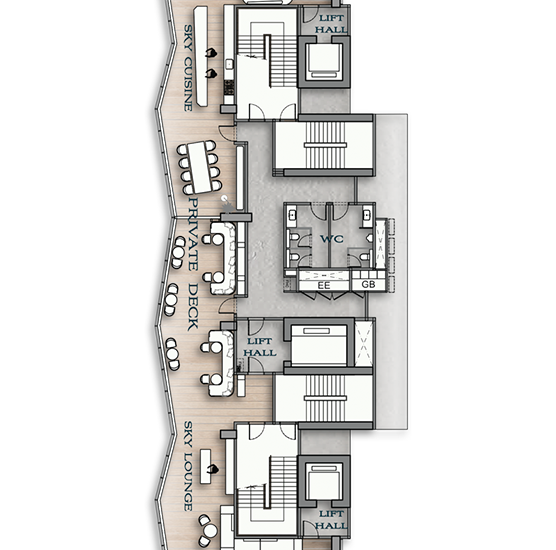 LIFT
HALL
SKY CUISINE
PRIVATE DECK
WC
EE
GB
LIFT
HALL
SKY LOUNGE
LIFT
HALL